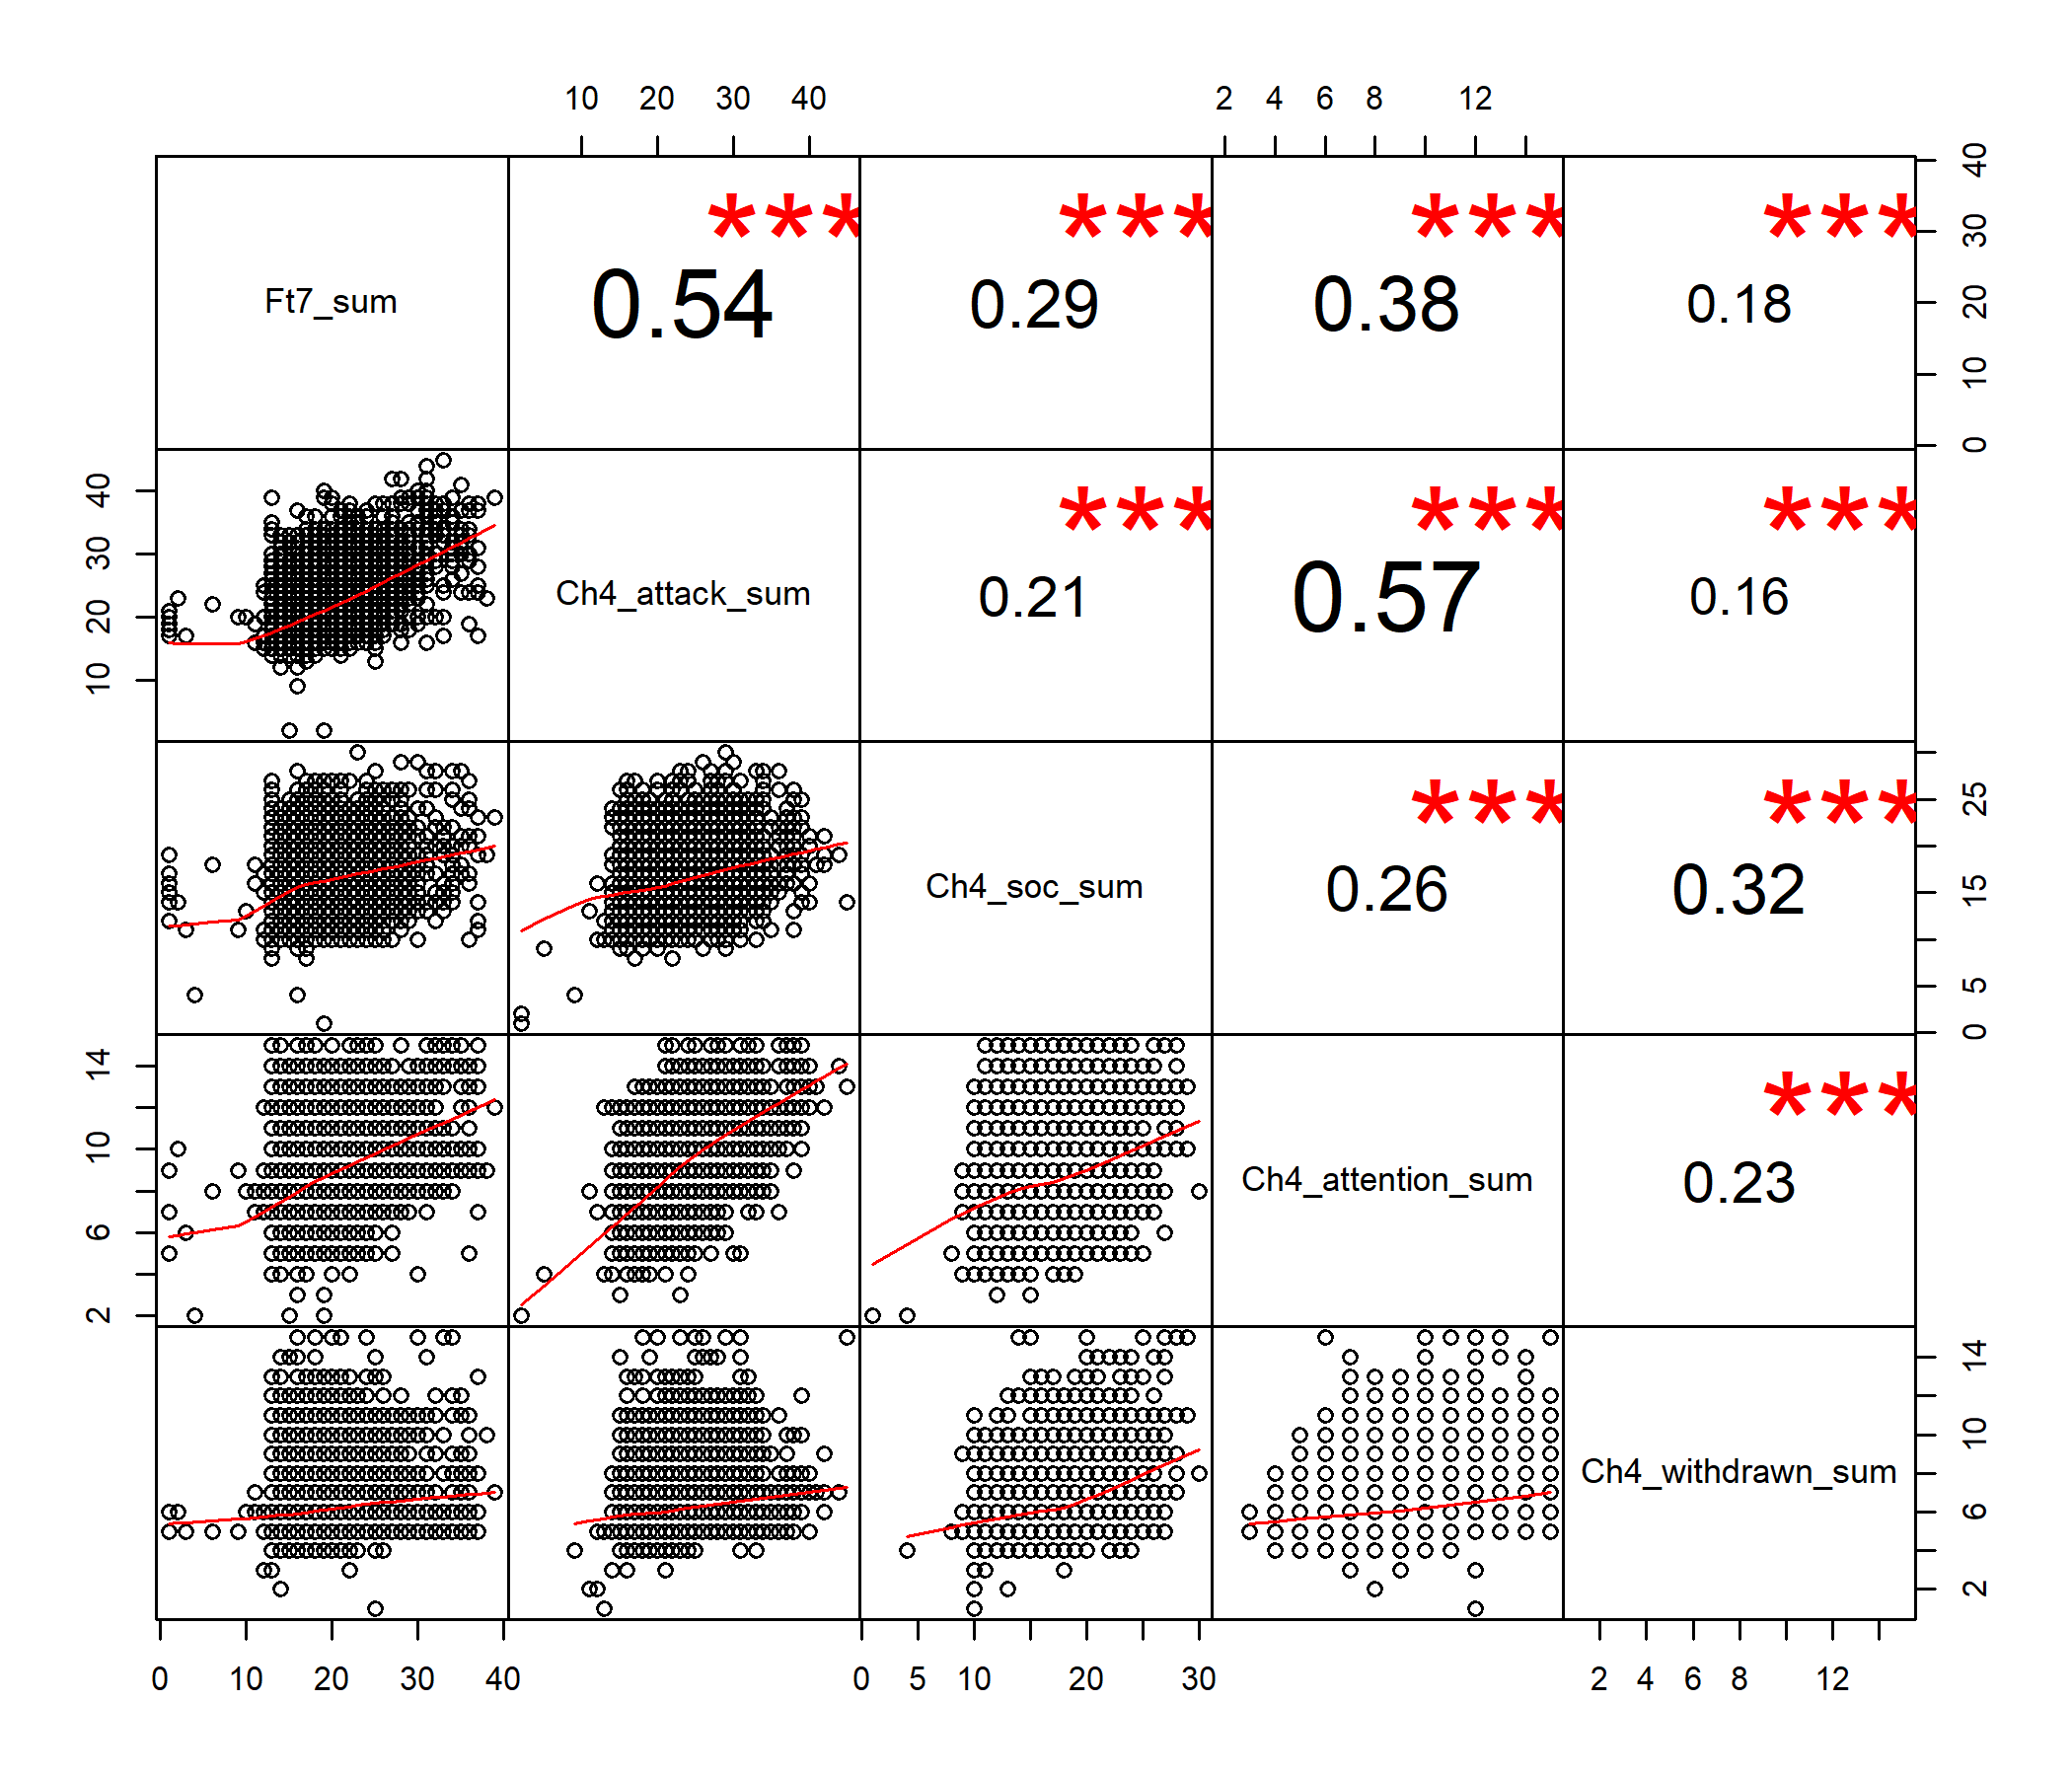 10 20 30 40 2 4 6 8 12
*** *** *** ***
Ft7_sum 0.54 0.29 0.38 0.18
0 10 20 30 40
*** *** ***
10 20 30 40
Ch4_attack_sum 0.21 0.57 0.16
*** ***
Ch4_soc_sum 0.26 0.32
0 5 15 25
***
2 6 10 14
Ch4_attention_sum 0.23
Ch4_withdrawn_sum
2 6 10 14
0 10 20 30 40 0 5 10 20 30 2 4 6 8 12